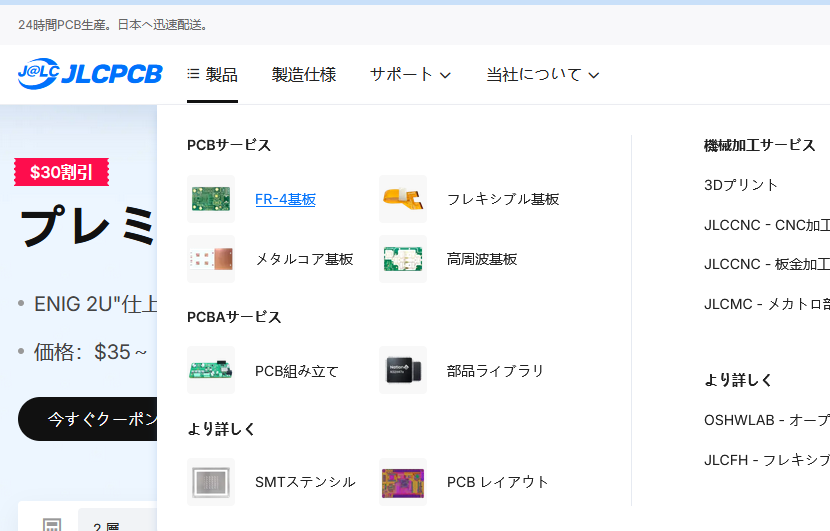 24時間PCB生産。日本へ迅速配送。
J@LC JLCPCB
製品
製造仕様
サポート
当社について
$30割引
プレミ
ENIG 2U"仕上
価格：$35～
今すぐクーポン
2 層
PCBサービス
FR-4基板
フレキシブル基板
メタルコア基板
高周波基板
PCBAサービス
PCB組み立て
部品ライブラリ
より詳しく
SMTステンシル
PCB レイアウト
機械加工サービス
3Dプリント
JLCCNC - CNC加工
JLCCNC - 板金加工
JLCMC - メカトロ部
より詳しく
OSHWLAB - オープ
JLCFH - フレキシブ